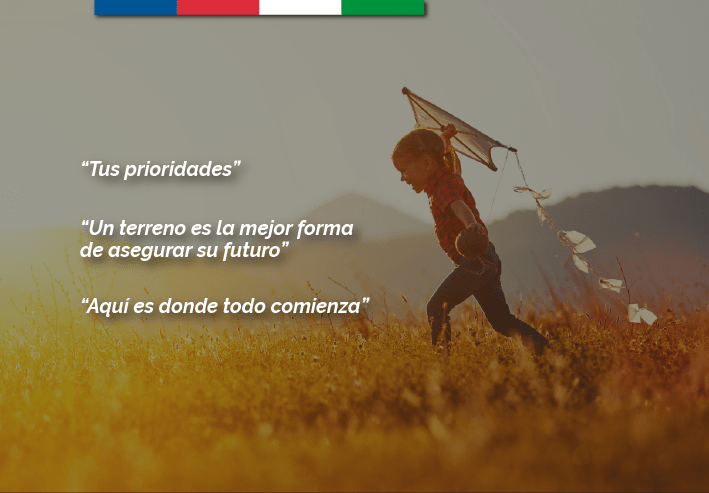 “Tus prioridades”
“Un terreno es la mejor forma
de asegurar su futuro”
“Aquí es donde todo comienza”